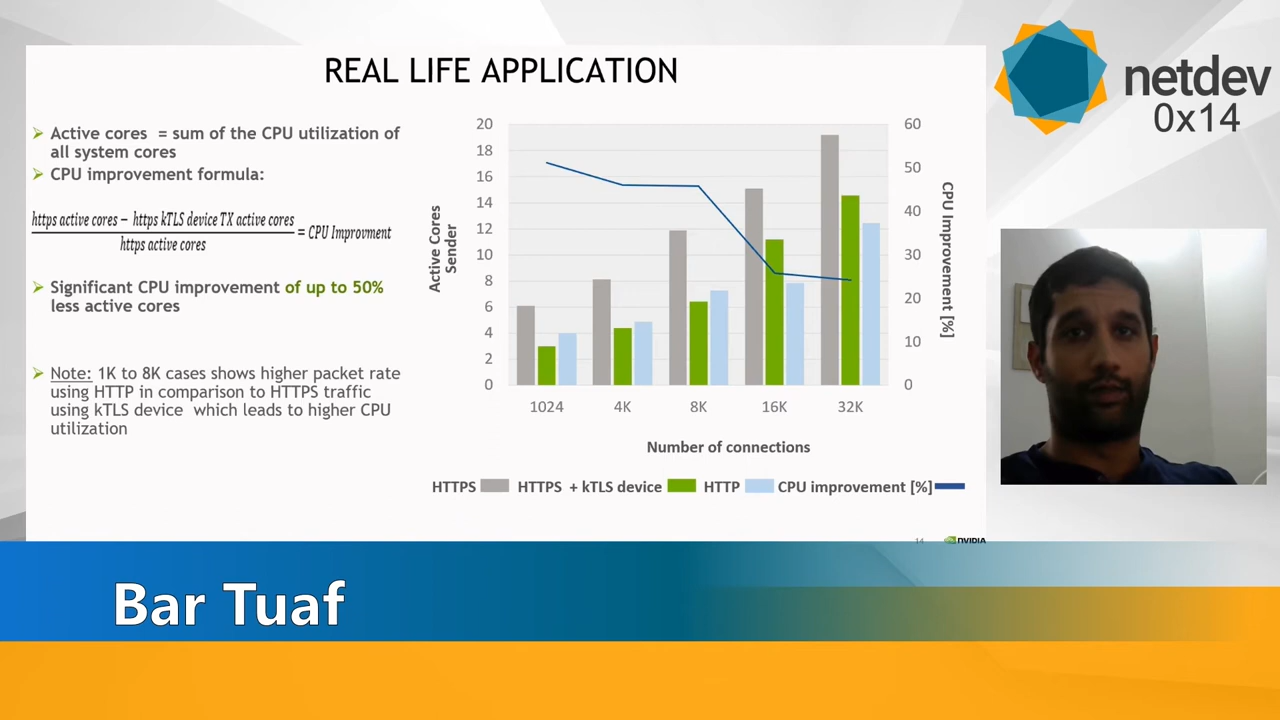 REAL LIFE APPLICATION
netdev
0x14
Active cores = sum of the CPU utilization of
all system cores
CPU improvement formula:
https active cores − https kTLS device TX active cores
https active cores
= CPU Improvment
Significant CPU improvement of up to 50%
less active cores
Note: 1K to 8K cases shows higher packet rate
using HTTP in comparison to HTTPS traffic
using kTLS device which leads to higher CPU
utilization
Active Cores
Sender
20
18
16
14
12
10
8
6
4
2
0
60
50
40
30
20
10
0
CPU Improvement [%]
1024 4K 8K 16K 32K
Number of connections
HTTPS HTTPS + kTLS device HTTP CPU improvement [%]
14 NVIDIA
Bar Tuaf